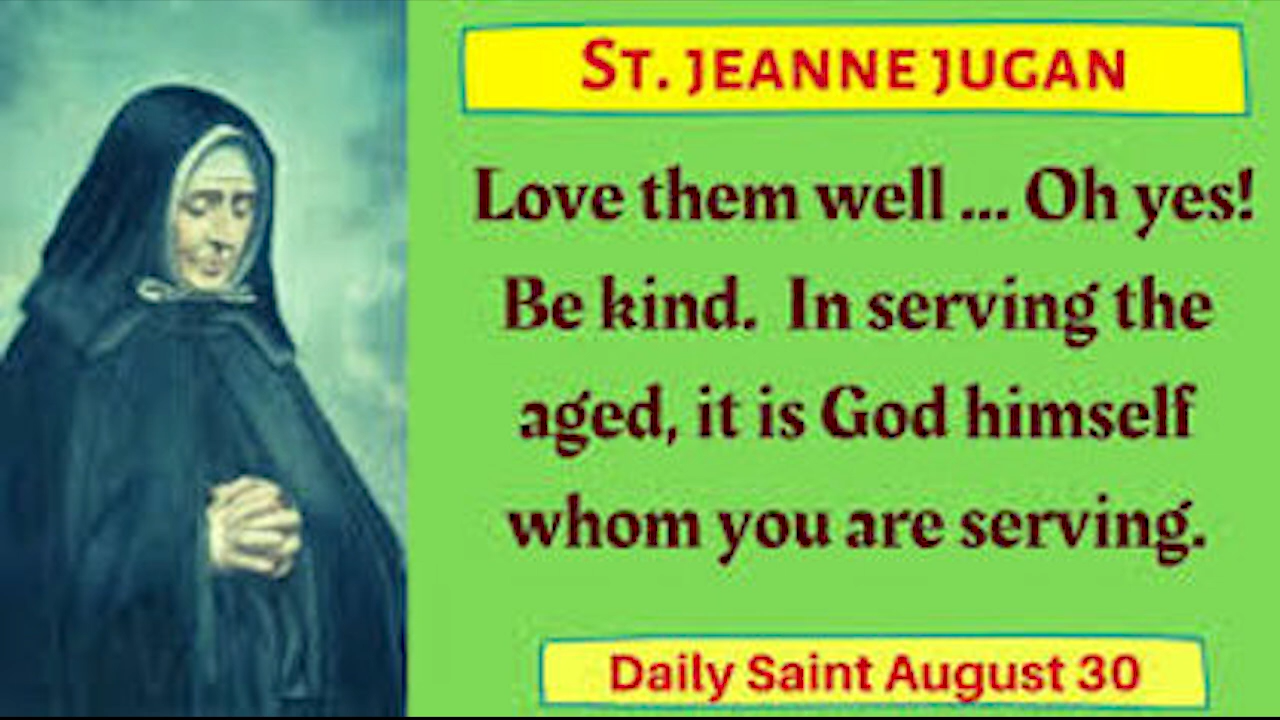 St. Jeanne Jugan
Love them well ... Oh yes!
Be kind. In serving the
aged, it is God himself
whom you are serving.
Daily Saint August 30